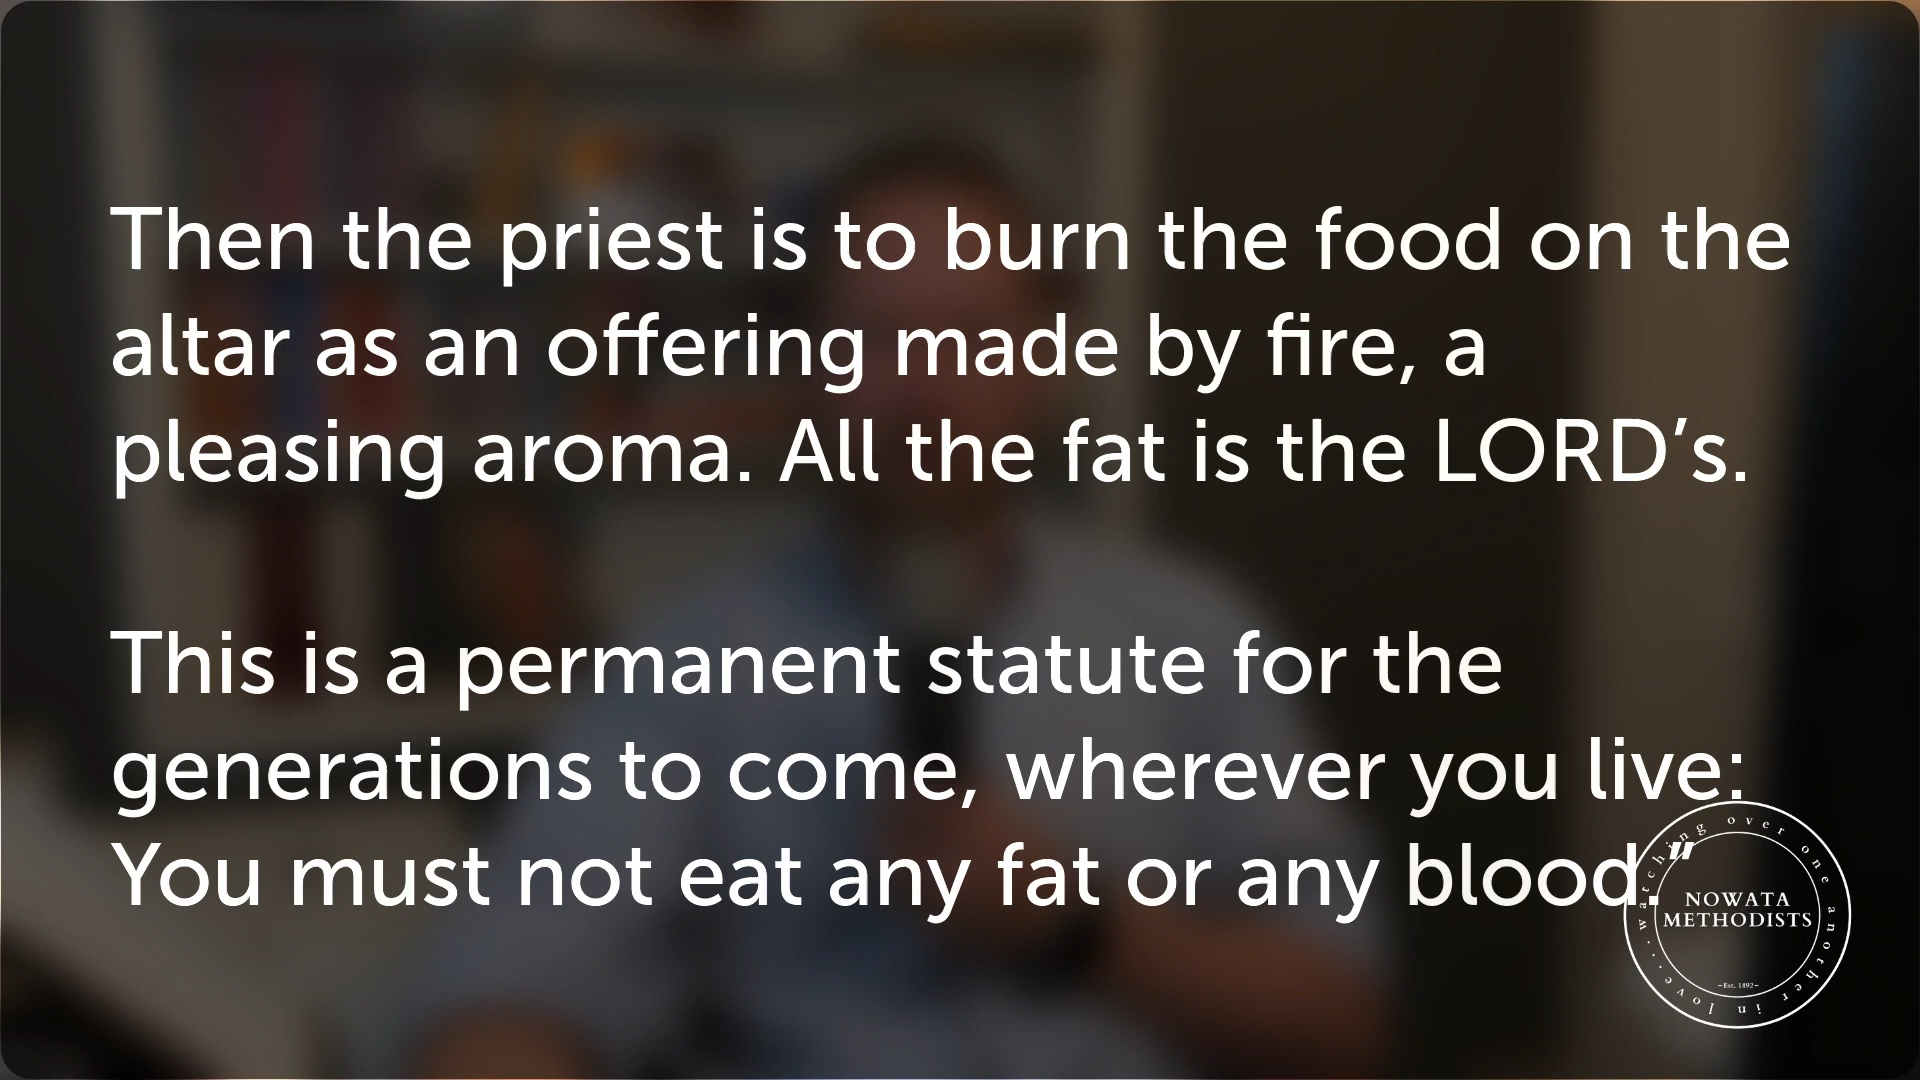 Then the priest is to burn the food on the
altar as an offering made by fire, a
pleasing aroma. All the fat is the LORD’s.
This is a permanent statute for the
generations to come, wherever you live:
You must not eat any fat or any blood.”
watching over one another in love...
NOWATA
METHODISTS
~Est. 1892~